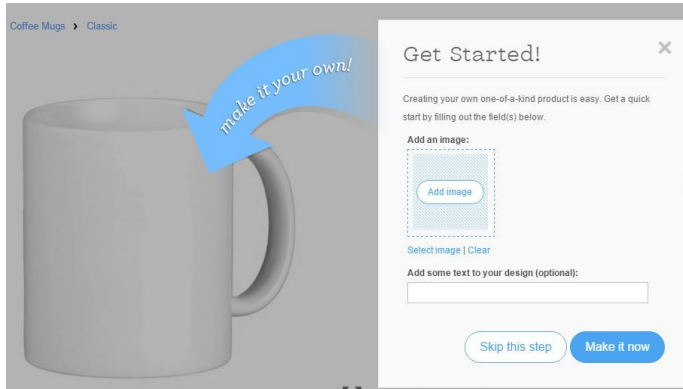 Coffee Mugs › Classic
make it your own!
Get Started!
Creating your own one-of-a-kind product is easy. Get a quick
start by filling out the field(s) below.
Add an image:
Add image
Select image | Clear
Add some text to your design (optional):
Skip this step
Make it now